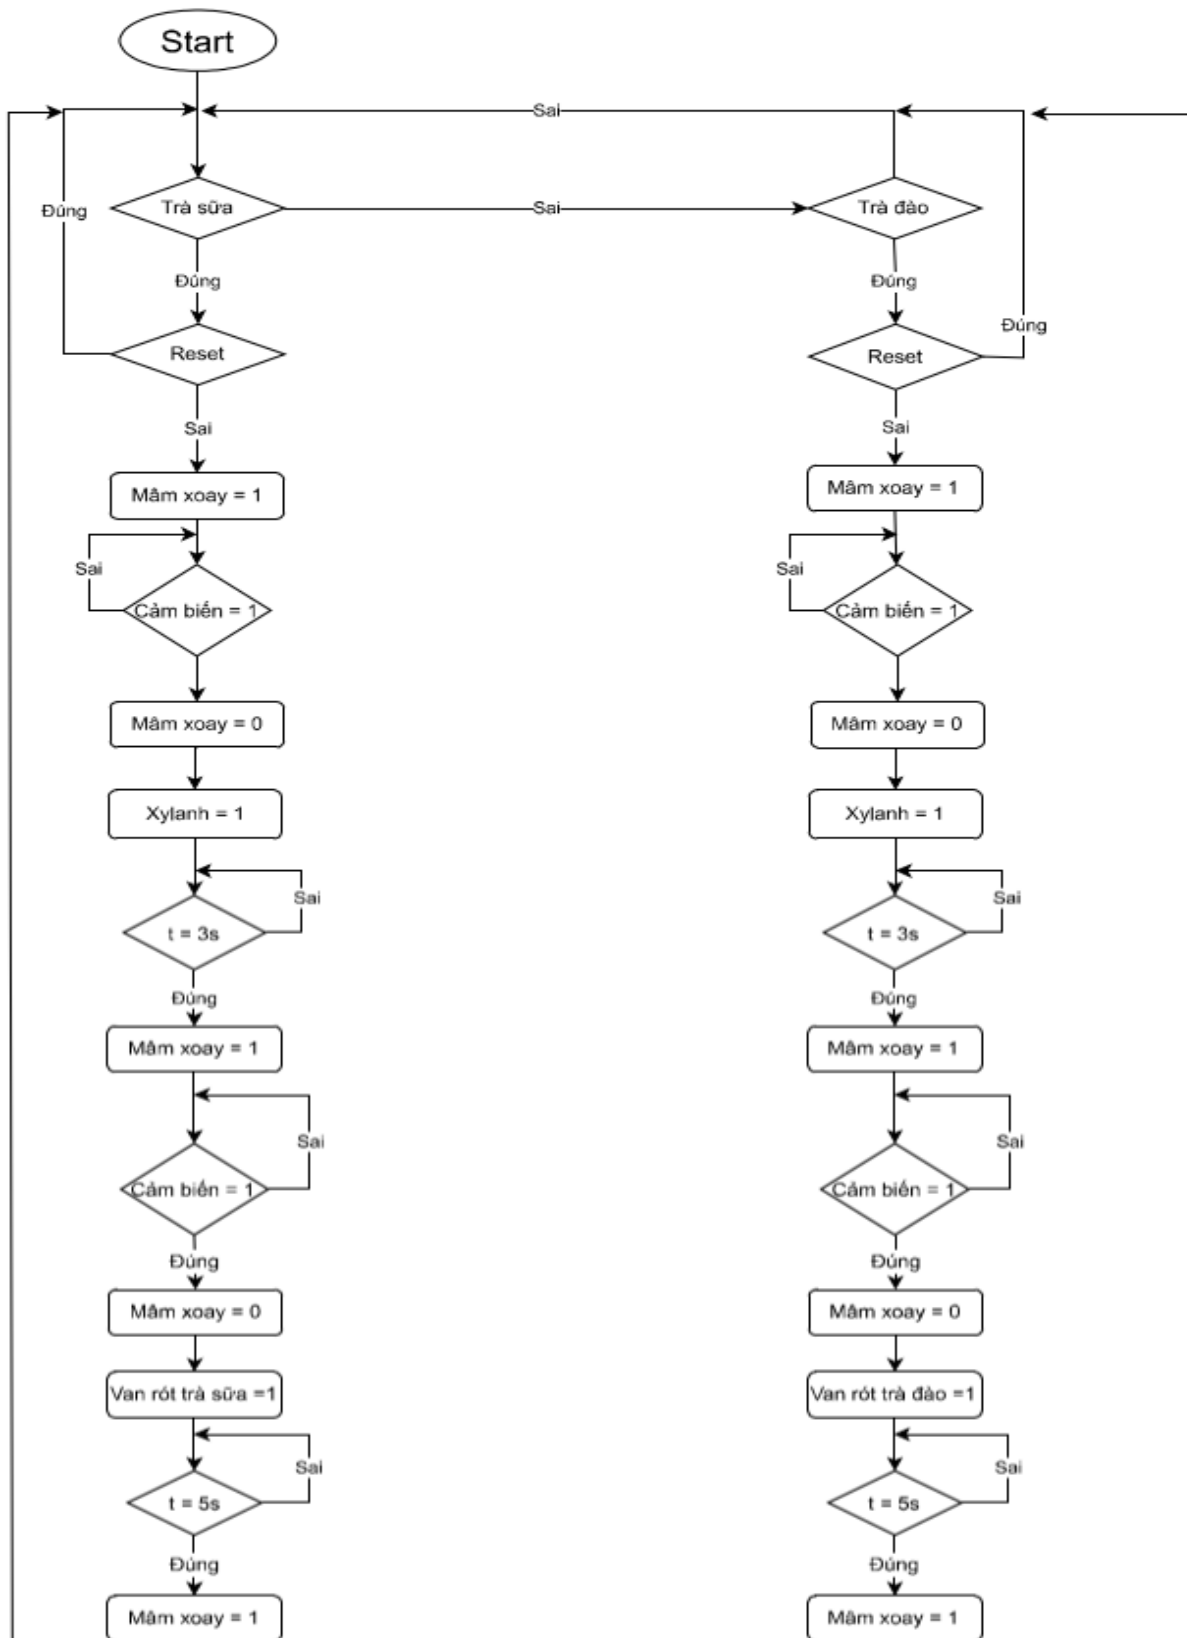 Start
Sai
Trà sữa
Sai
Trà đào
Đúng
Đúng
Đúng
Đúng
Reset
Reset
Sai
Sai
Mâm xoay = 1
Mâm xoay = 1
Sai
Sai
Cảm biến = 1
Cảm biến = 1
Mâm xoay = 0
Mâm xoay = 0
Xylanh = 1
Xylanh = 1
Sai
Sai
t = 3s
t = 3s
Đúng
Đúng
Mâm xoay = 1
Mâm xoay = 1
Sai
Sai
Cảm biến = 1
Cảm biến = 1
Đúng
Đúng
Mâm xoay = 0
Mâm xoay = 0
Van rót trà sữa =1
Van rót trà đào =1
Sai
Sai
t = 5s
t = 5s
Đúng
Đúng
Mâm xoay = 1
Mâm xoay = 1